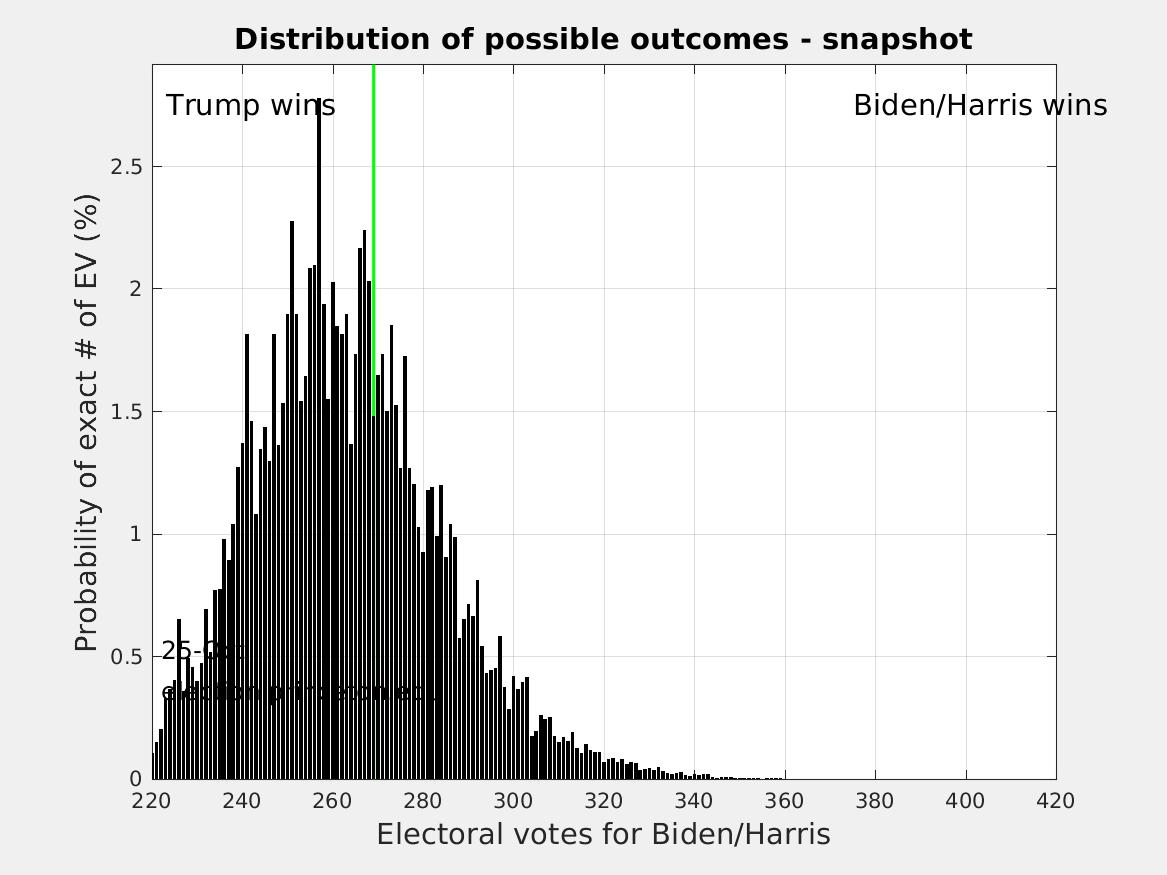 Distribution of possible outcomes - snapshot
Trump wins
Biden/Harris wins
Probability of exact # of EV (%)
2.5
2
1.5
1
0.5
0
25-Oct
220 240 260 280 300 320 340 360 380 400 420
Electoral votes for Biden/Harris